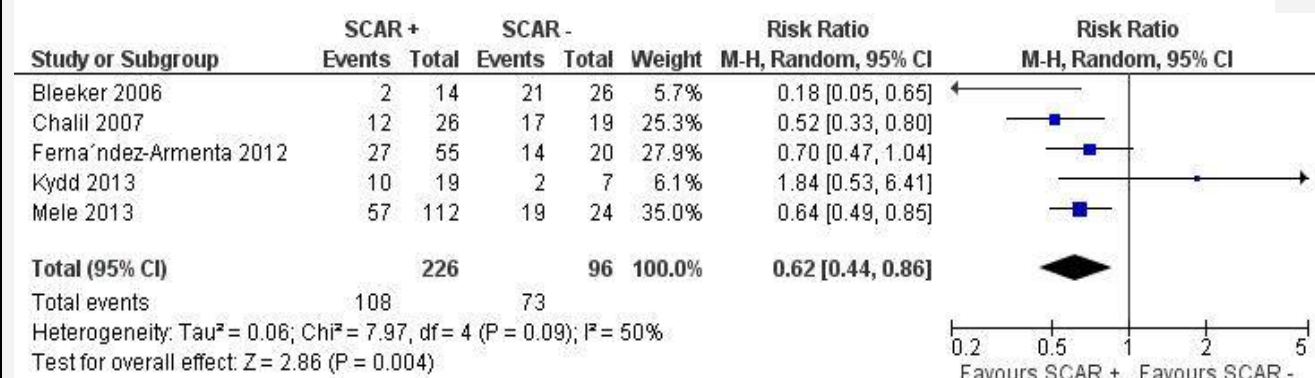 SCAR + SCAR - Risk Ratio Risk Ratio
Study or Subgroup Events Total Events Total Weight M-H, Random, 95% CI M-H, Random, 95% CI
Bleeker 2006 2 14 21 26 5.7% 0.18 [0.05, 0.65]
Chalil 2007 12 26 17 19 25.3% 0.52 [0.33, 0.80]
Ferna´ndez-Armenta 2012 27 55 14 20 27.9% 0.70 [0.47, 1.04]
Kydd 2013 10 19 2 7 6.1% 1.84 [0.53, 6.41]
Mele 2013 57 112 19 24 35.0% 0.64 [0.49, 0.85]
Total (95% CI) 226 96 100.0% 0.62 [0.44, 0.86]
Total events 108 73
Heterogeneity: Tau² = 0.06; Chi² = 7.97, df = 4 (P = 0.09); I² = 50%
Test for overall effect: Z = 2.86 (P = 0.004)
0.2 0.5 1 2 5
Favours SCAR + Favours SCAR -